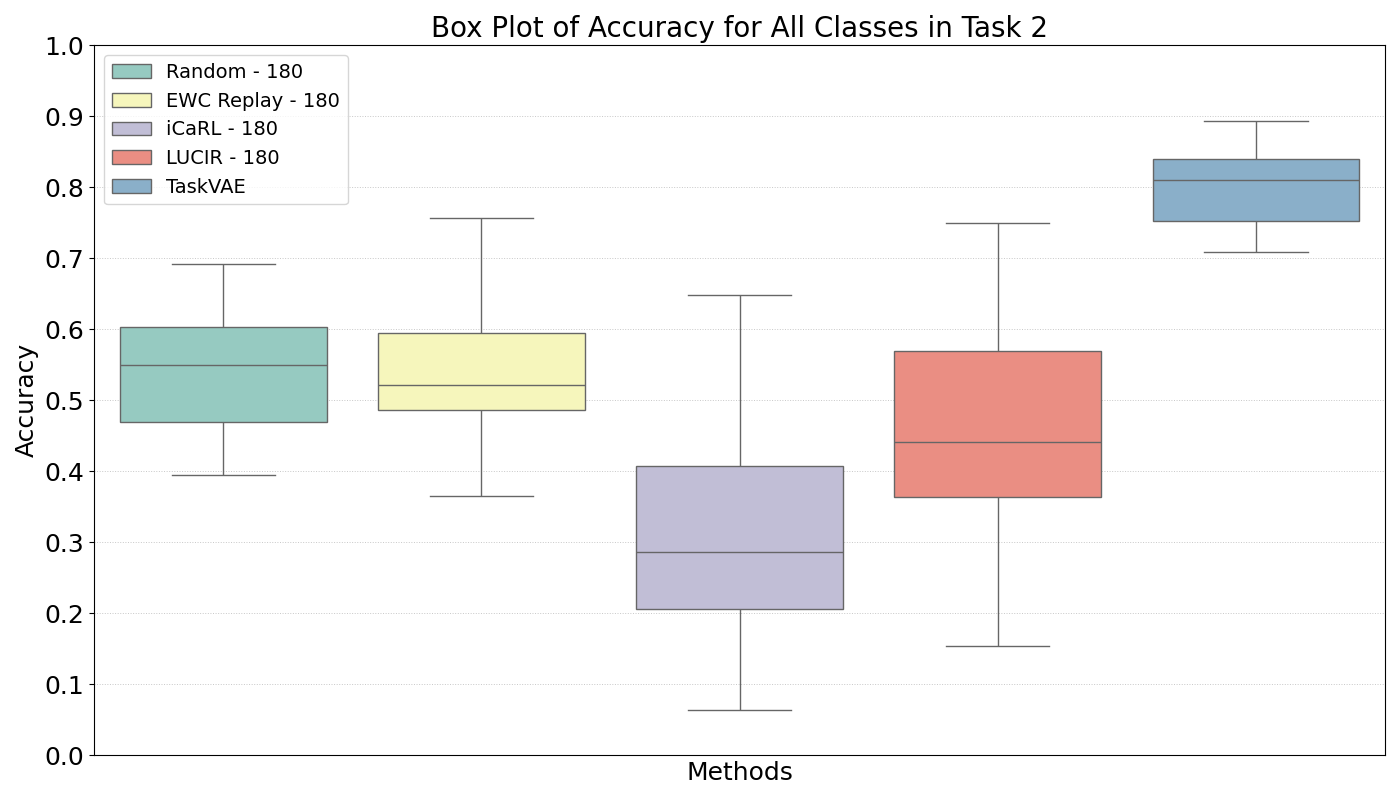 Box Plot of Accuracy for All Classes in Task 2
1.0
0.9
0.8
0.7
0.6
0.5
0.4
0.3
0.2
0.1
0.0
Accuracy
Random - 180
EWC Replay - 180
iCaRL - 180
LUCIR - 180
TaskVAE
Methods